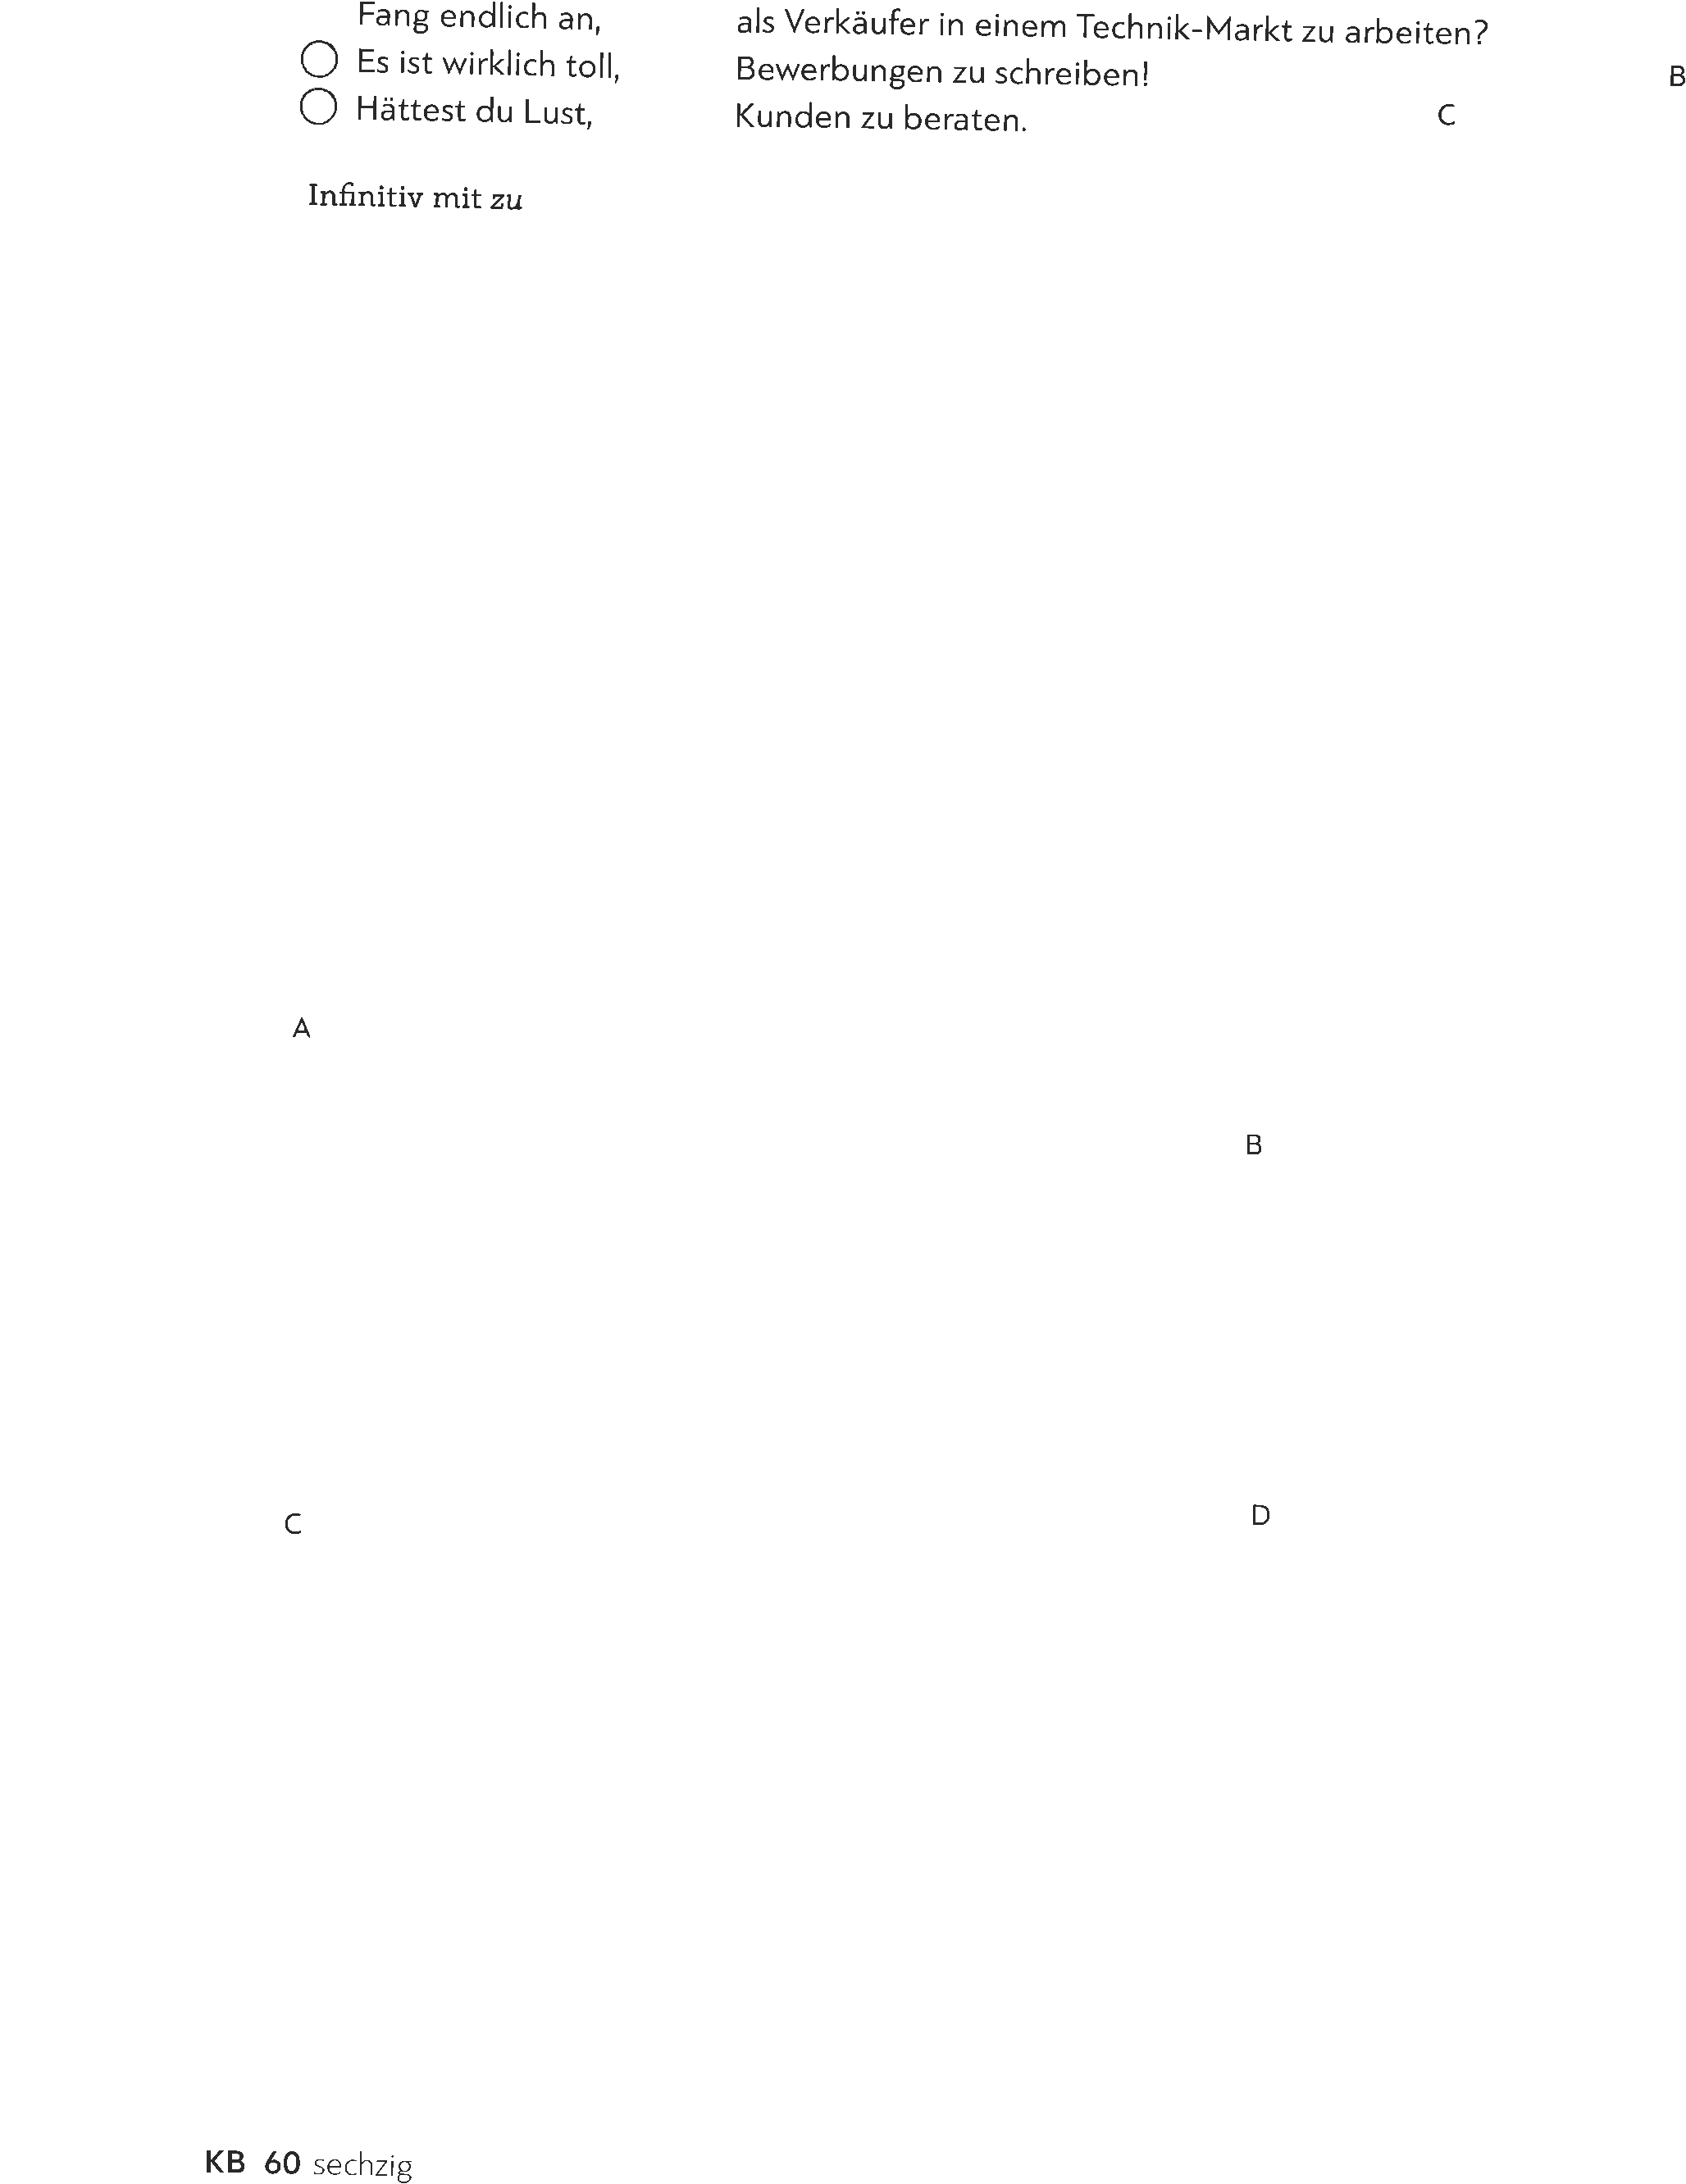 Fang endlich an, als Verkäufer in einem Technik-Markt zu arbeiten?
Es ist wirklich toll, Bewerbungen zu schreiben! B
Hättest du Lust, Kunden zu beraten. C
Infinitiv mit zu
A
B
C D
KB 60 sechzig